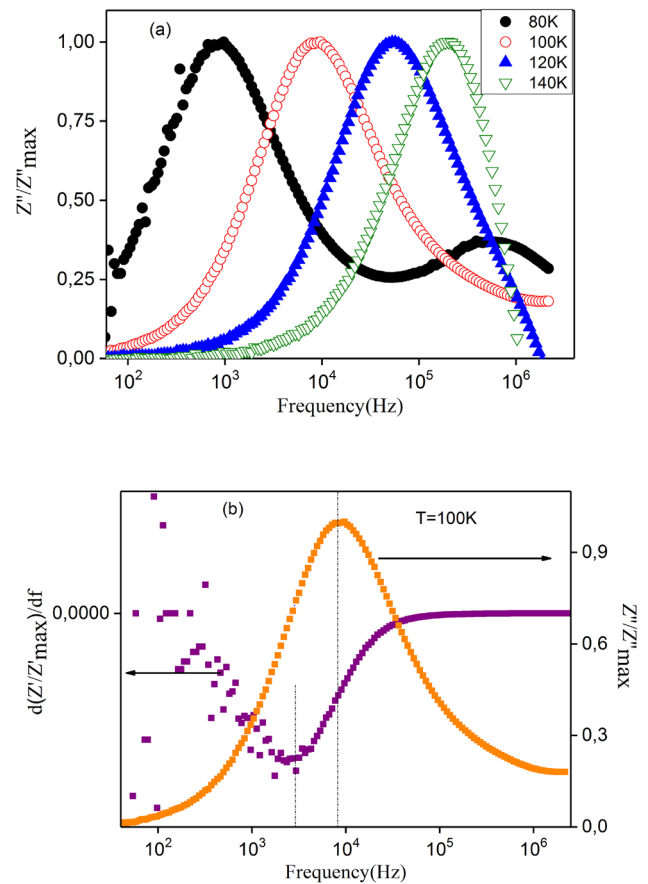 (a)
80K
100K
120K
140K
1,00
0,75
0,50
0,25
0,00
Z''/Z''max
10² 10³ 10⁴ 10⁵ 10⁶
Frequency(Hz)
(b)
T=100K
0,0000
d(Z'/Z'max)/df
0,9
0,6
0,3
0,0
Z''/Z''max
10² 10³ 10⁴ 10⁵ 10⁶
Frequency(Hz)